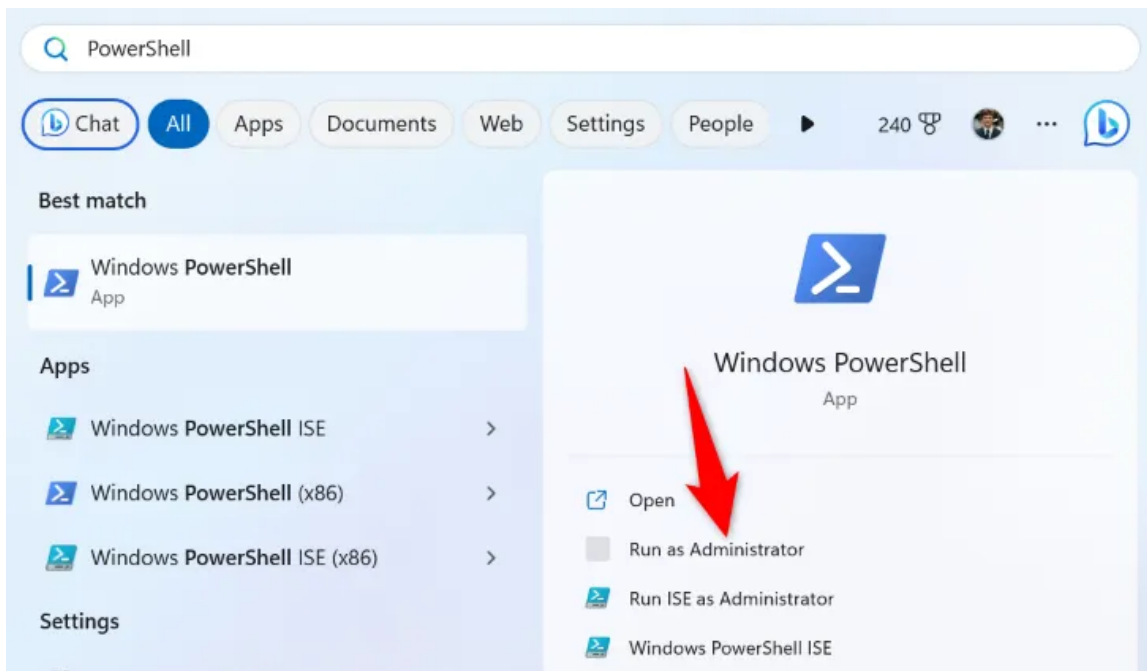 PowerShell
Chat All Apps Documents Web Settings People 240 ...
Best match
Windows PowerShell
App
Apps
Windows PowerShell ISE
Windows PowerShell (x86)
Windows PowerShell ISE (x86)
Settings
Windows PowerShell
App
Open
Run as Administrator
Run ISE as Administrator
Windows PowerShell ISE